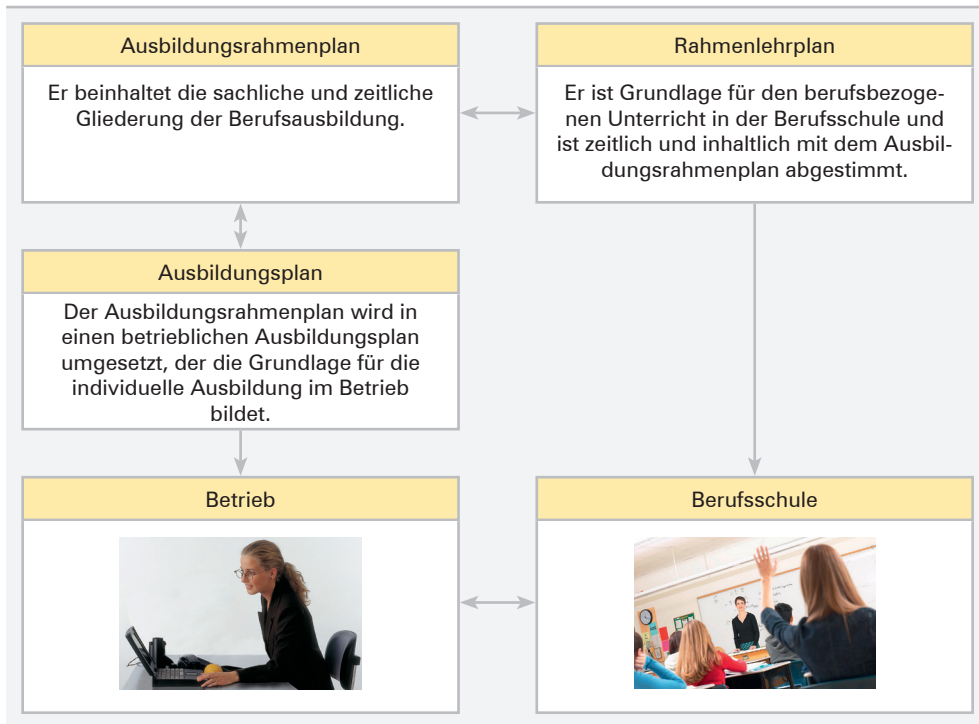 Ausbildungsrahmenplan
Er beinhaltet die sachliche und zeitliche
Gliederung der Berufsausbildung.
Rahmenlehrplan
Er ist Grundlage für den berufsbezoge-
nen Unterricht in der Berufsschule und
ist zeitlich und inhaltlich mit dem Ausbil-
dungsrahmenplan abgestimmt.
Ausbildungsplan
Der Ausbildungsrahmenplan wird in
einen betrieblichen Ausbildungsplan
umgesetzt, der die Grundlage für die
individuelle Ausbildung im Betrieb
bildet.
Betrieb
Berufsschule